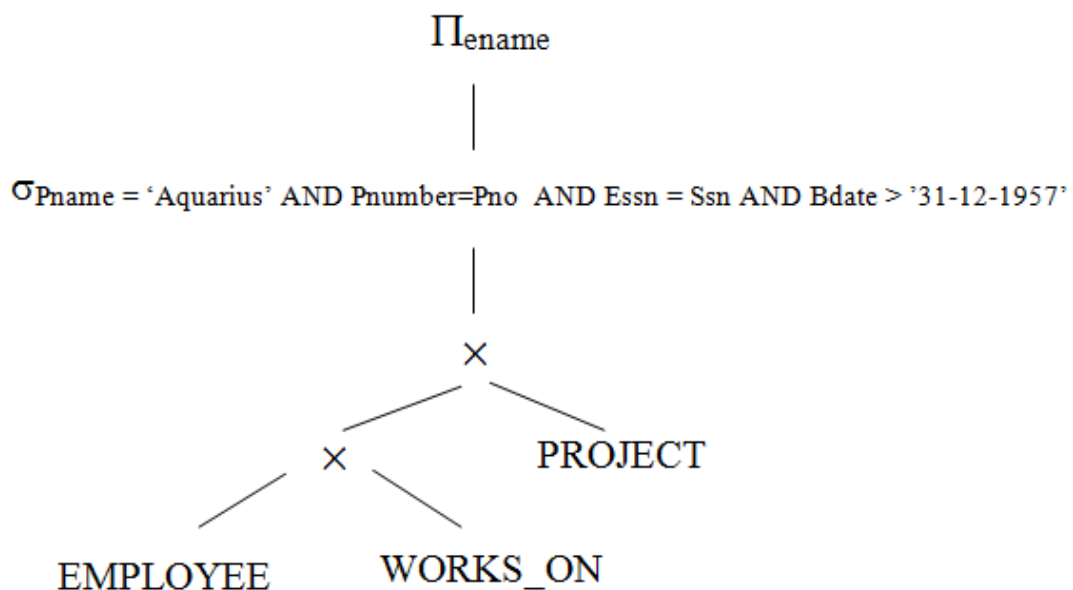 Πename
σPname = ‘Aquarius’ AND Pnumber=Pno AND Essn = Ssn AND Bdate > ’31-12-1957’
×
× PROJECT
EMPLOYEE WORKS_ON